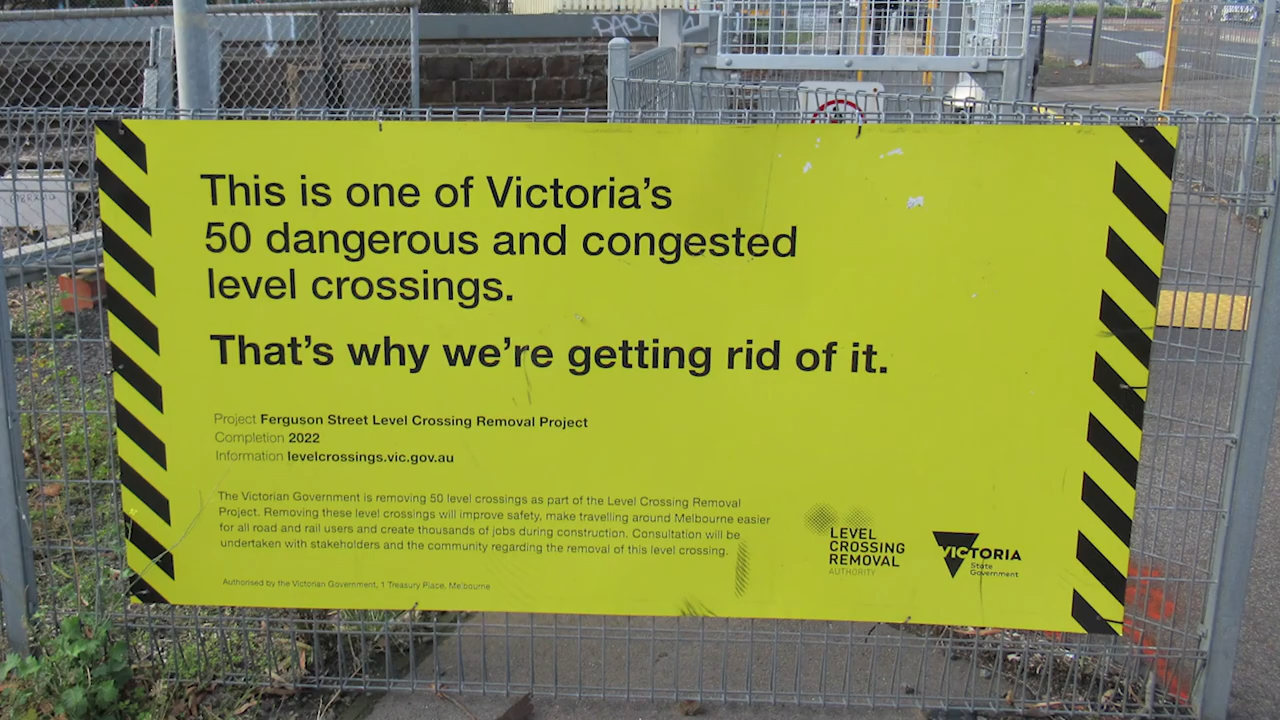 This is one of Victoria's
50 dangerous and congested
level crossings.
That's why we're getting rid of it.
Project Ferguson Street Level Crossing Removal Project
Completion 2022
Information levelcrossings.vic.gov.au
The Victorian Government is removing 50 level crossings as part of the Level Crossing Removal
Project. Removing these level crossings will improve safety, make travelling around Melbourne easier
for all road and rail users and create thousands of jobs during construction. Consultation will be
undertaken with stakeholders and the community regarding the removal of this level crossing.
Authorised by the Victorian Government, 1 Treasury Place, Melbourne
LEVEL
CROSSING
REMOVAL
AUTHORITY
VICTORIA
State
Government